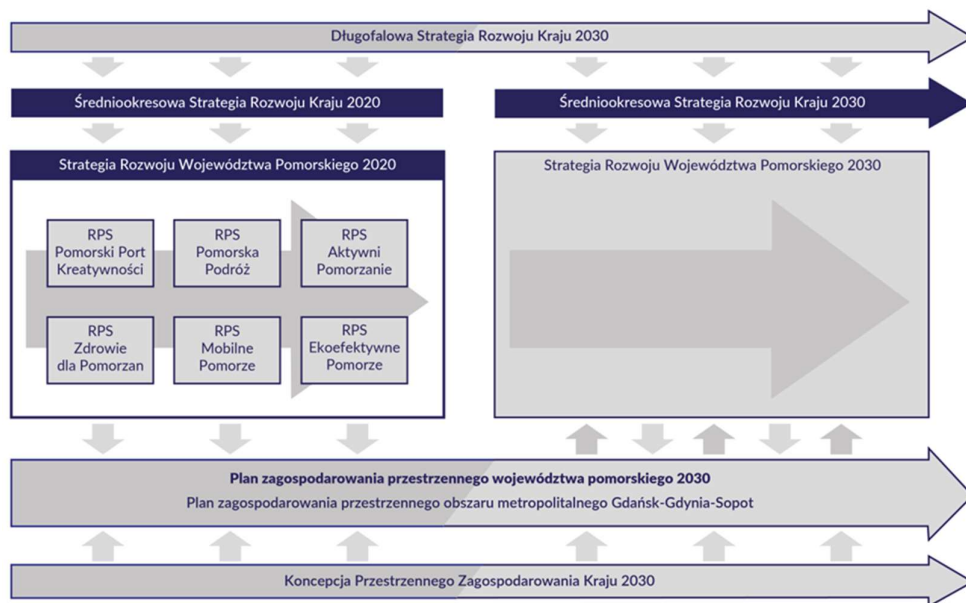 Długofalowa Strategia Rozwoju Kraju 2030
Średniookresowa Strategia Rozwoju Kraju 2020
Średniookresowa Strategia Rozwoju Kraju 2030
Strategia Rozwoju Województwa Pomorskiego 2020
Strategia Rozwoju Województwa Pomorskiego 2030
RPS
Pomorski Port
Kreatywności
RPS
Pomorska
Podróż
RPS
Aktywni
Pomorzanie
RPS
Zdrowie
dla Pomorzan
RPS
Mobilne
Pomorze
RPS
Ekoefektywne
Pomorze
Plan zagospodarowania przestrzennego województwa pomorskiego 2030
Plan zagospodarowania przestrzennego obszaru metropolitalnego Gdańsk-Gdynia-Sopot
Koncepcja Przestrzennego Zagospodarowania Kraju 2030